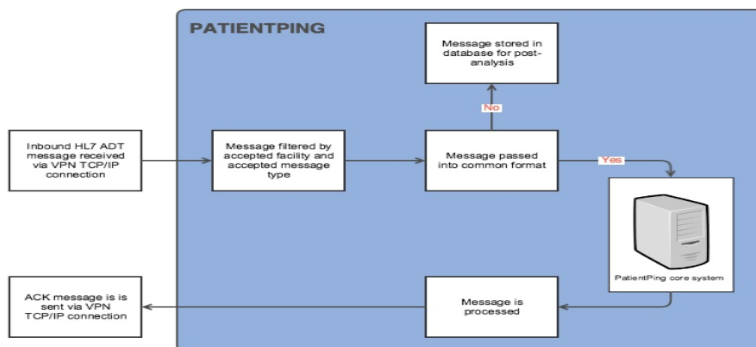 PATIENTPING
Message stored in
database for post-
analysis
No
Inbound HL7 ADT
message received
via VPN TCP/IP
connection
Message filtered by
accepted facility and
accepted message
type
Message passed
into common format
Yes
PatientPing core system
ACK message is is
sent via VPN
TCP/IP connection
Message is
processed